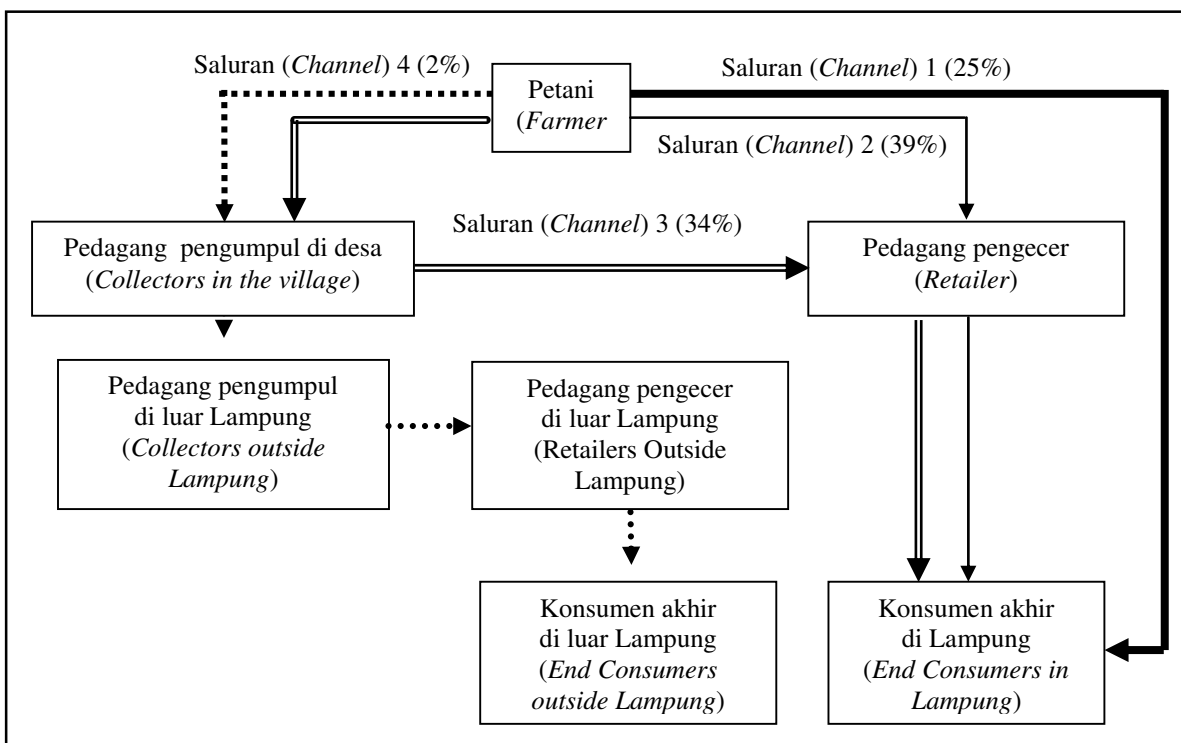 Saluran (Channel) 4 (2%)
Petani
(Farmer
Saluran (Channel) 1 (25%)
Saluran (Channel) 2 (39%)
Pedagang pengumpul di desa
(Collectors in the village)
Saluran (Channel) 3 (34%)
Pedagang pengecer
(Retailer)
Pedagang pengumpul
di luar Lampung
(Collectors outside
Lampung)
Pedagang pengecer
di luar Lampung
(Retailers Outside
Lampung)
Konsumen akhir
di luar Lampung
(End Consumers
outside Lampung)
Konsumen akhir
di Lampung
(End Consumers in
Lampung)